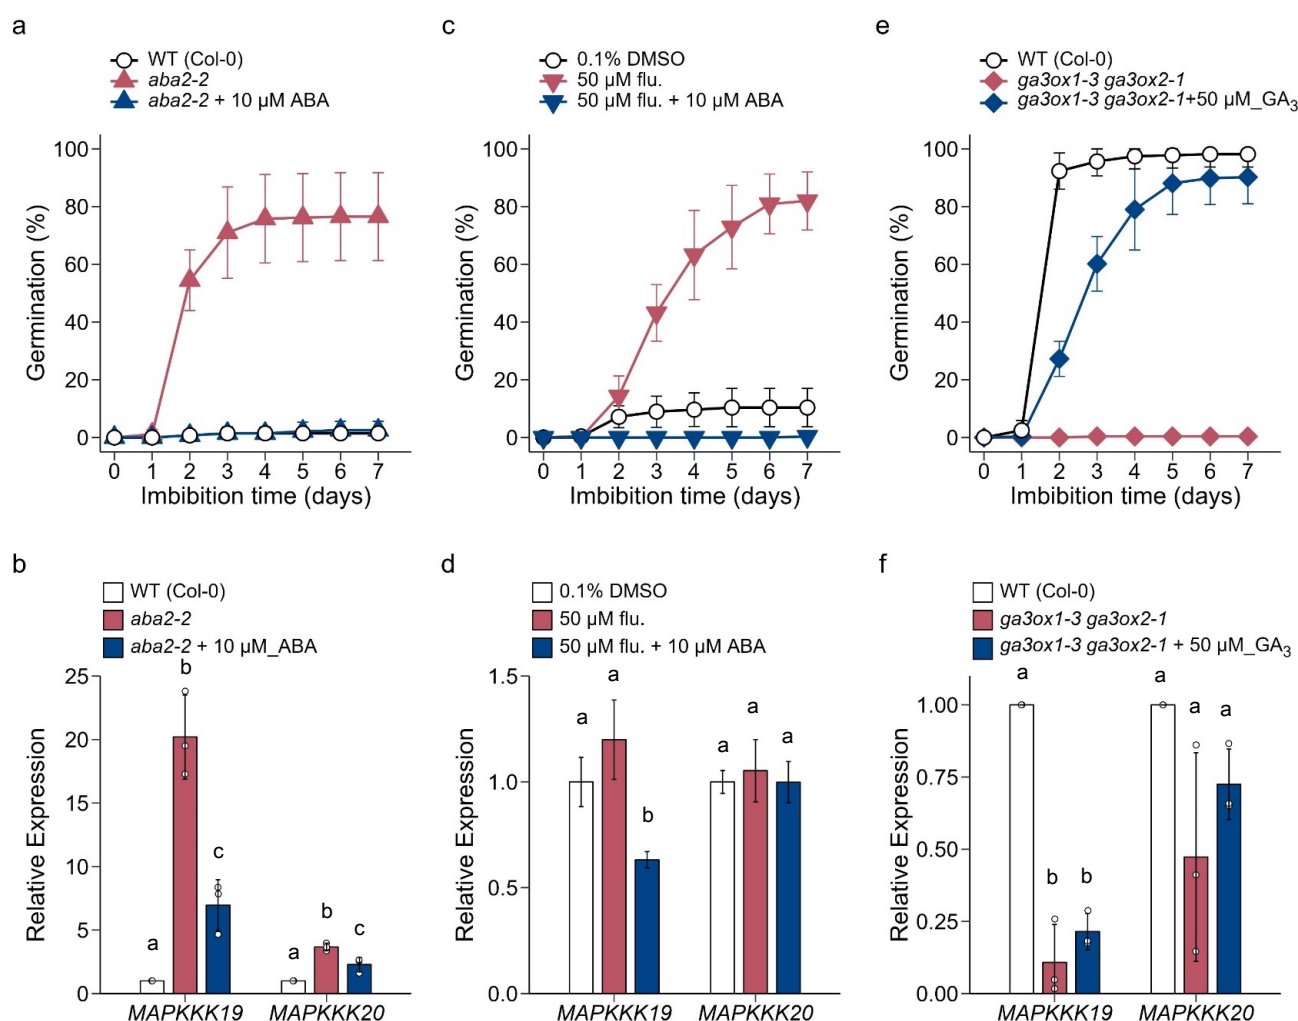 a
WT (Col-0)
aba2-2
aba2-2 + 10 µM ABA
Germination (%)
100
80
60
40
20
0
0 1 2 3 4 5 6 7
Imbibition time (days)
c
0.1% DMSO
50 µM flu.
50 µM flu. + 10 µM ABA
Germination (%)
100
80
60
40
20
0
0 1 2 3 4 5 6 7
Imbibition time (days)
e
WT (Col-0)
ga3ox1-3 ga3ox2-1
ga3ox1-3 ga3ox2-1+50 µM_GA3
Germination (%)
100
80
60
40
20
0
0 1 2 3 4 5 6 7
Imbibition time (days)
b
WT (Col-0)
aba2-2
aba2-2 + 10 µM_ABA
Relative Expression
25
20
15
10
5
0
a b c
a b c
MAPKKK19 MAPKKK20
d
0.1% DMSO
50 µM flu.
50 µM flu. + 10 µM ABA
Relative Expression
1.5
1.0
0.5
0.0
a a b
a a a
MAPKKK19 MAPKKK20
f
WT (Col-0)
ga3ox1-3 ga3ox2-1
ga3ox1-3 ga3ox2-1 + 50 µM_GA3
Relative Expression
1.00
0.75
0.50
0.25
0.00
a b b
a a a
MAPKKK19 MAPKKK20